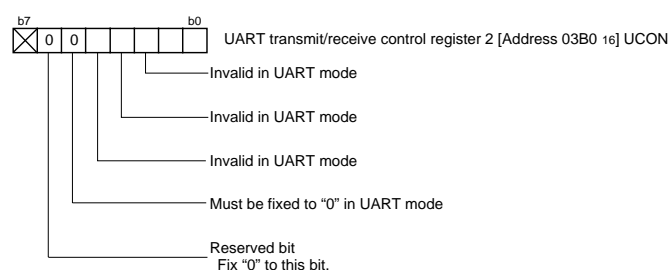 b7 b0
0 0 UART transmit/receive control register 2 [Address 03B0 16] UCON
Invalid in UART mode
Invalid in UART mode
Invalid in UART mode
Must be fixed to “0” in UART mode
Reserved bit
Fix “0” to this bit.